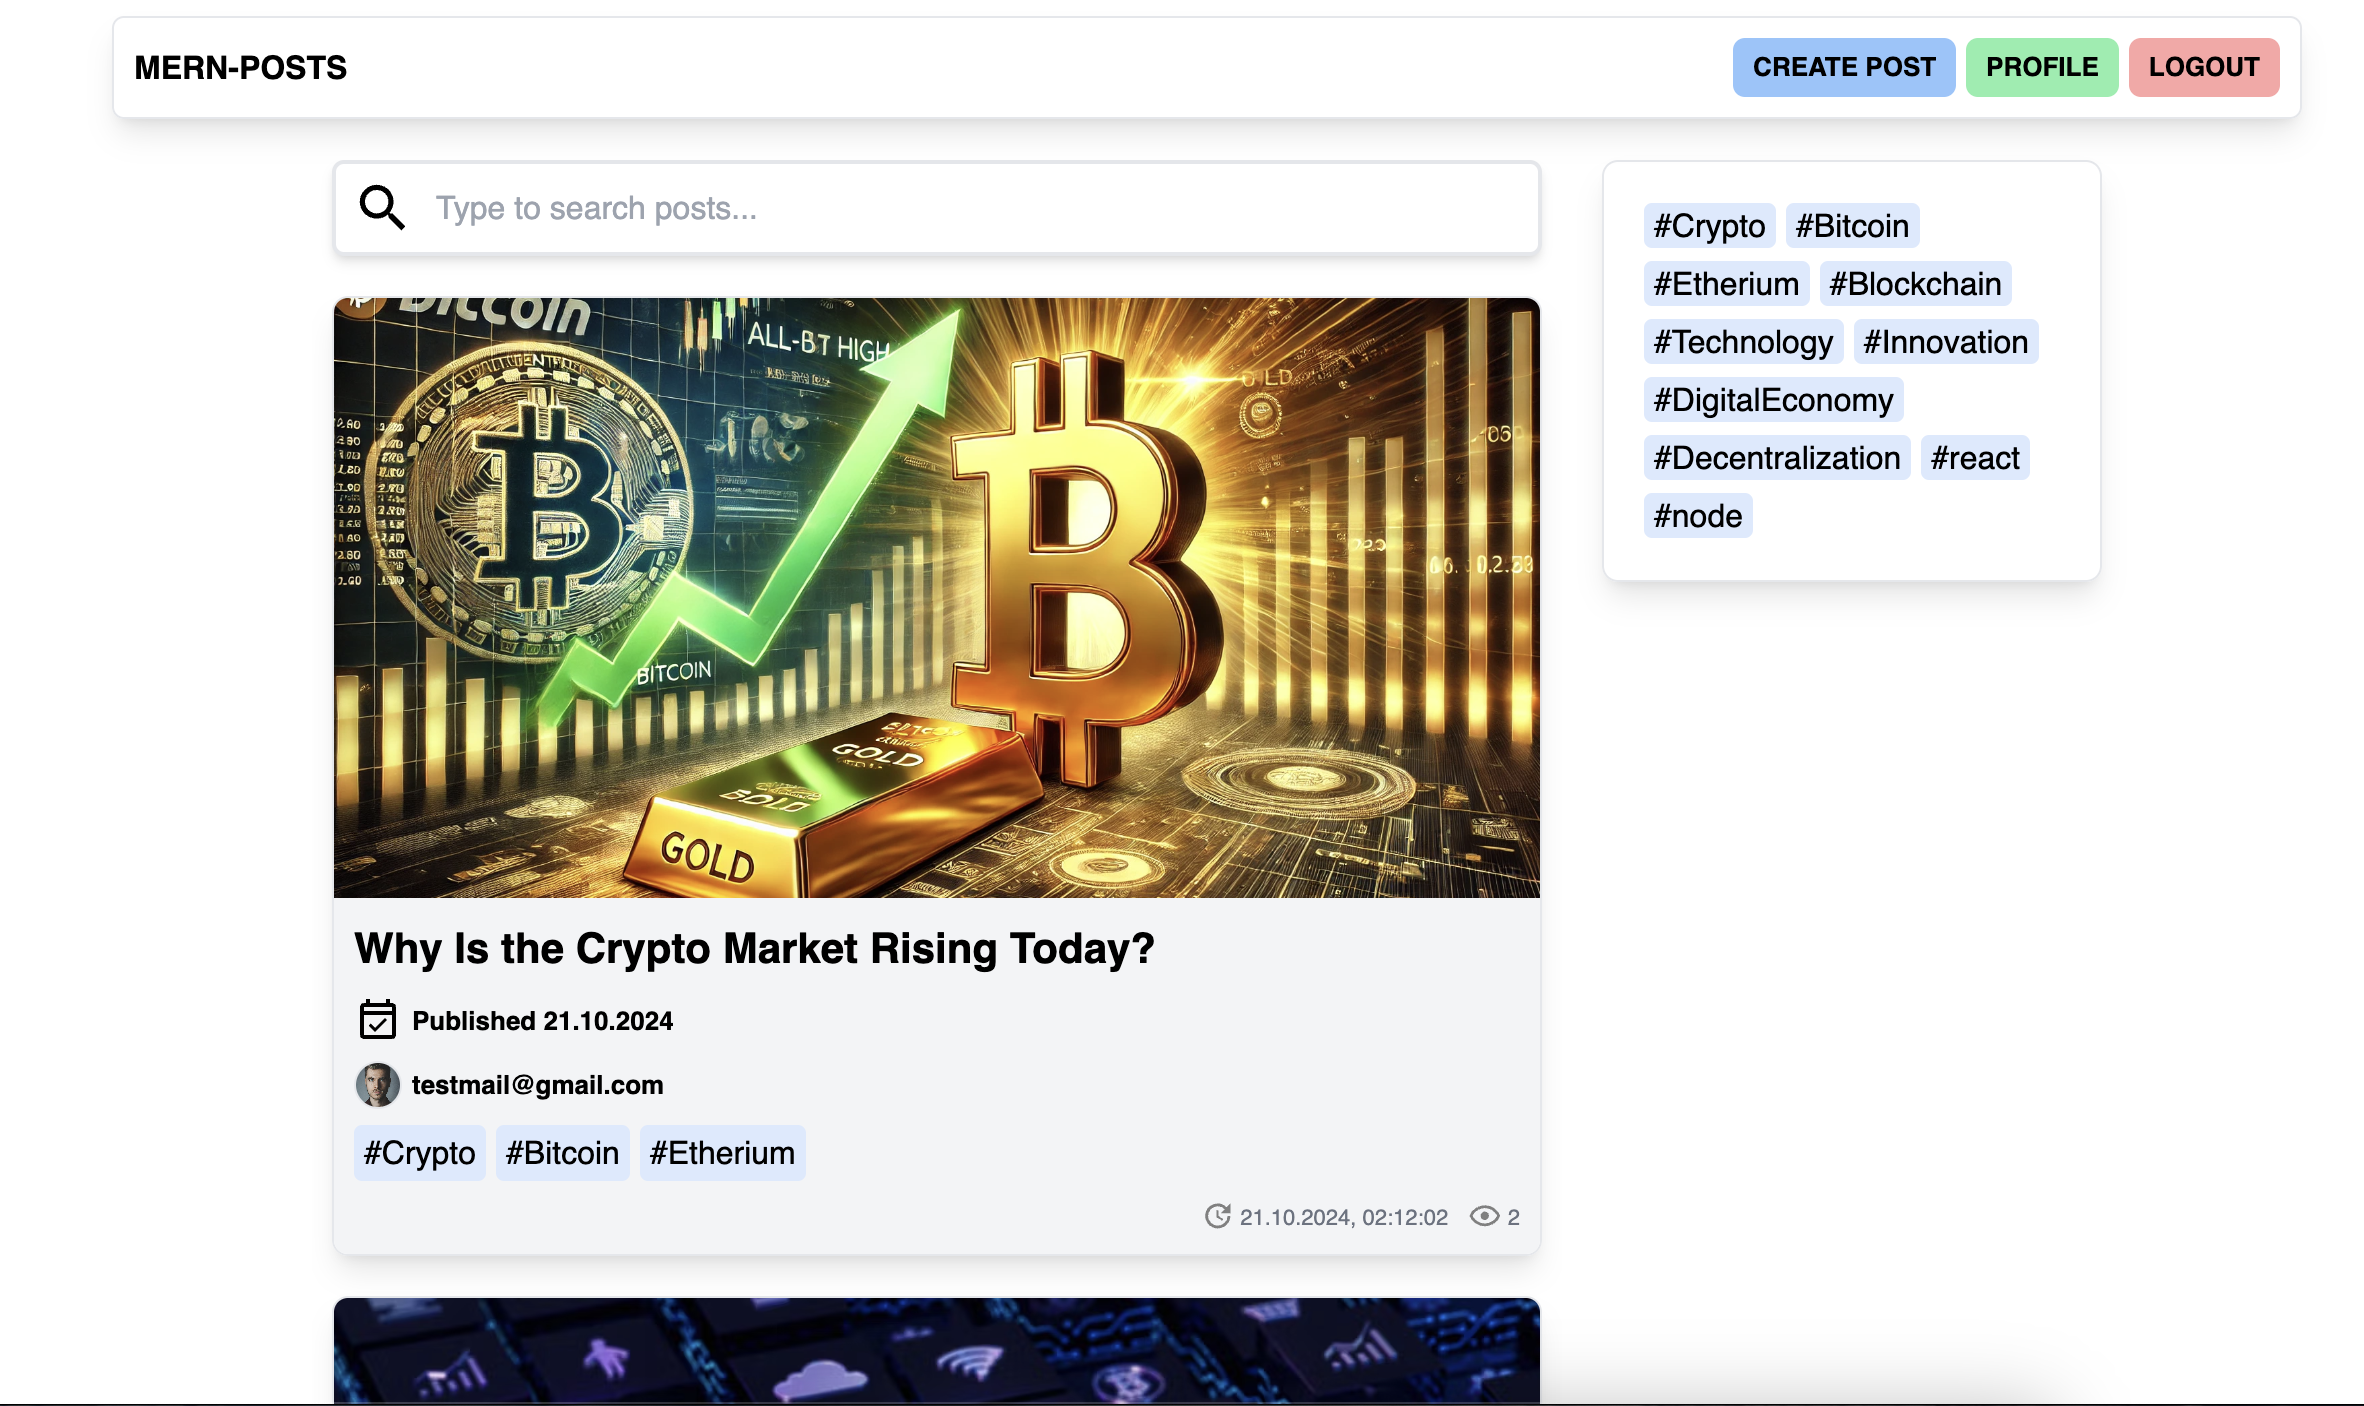 MERN-POSTS
CREATE POST PROFILE LOGOUT
Type to search posts...
#Crypto #Bitcoin
#Etherium #Blockchain
#Technology #Innovation
#DigitalEconomy
#Decentralization #react
#node
Bitcoin
ALL-BT HIGH
BITCOIN
GOLD
GOLD
Why Is the Crypto Market Rising Today?
Published 21.10.2024
testmail@gmail.com
#Crypto #Bitcoin #Etherium
21.10.2024, 02:12:02 2